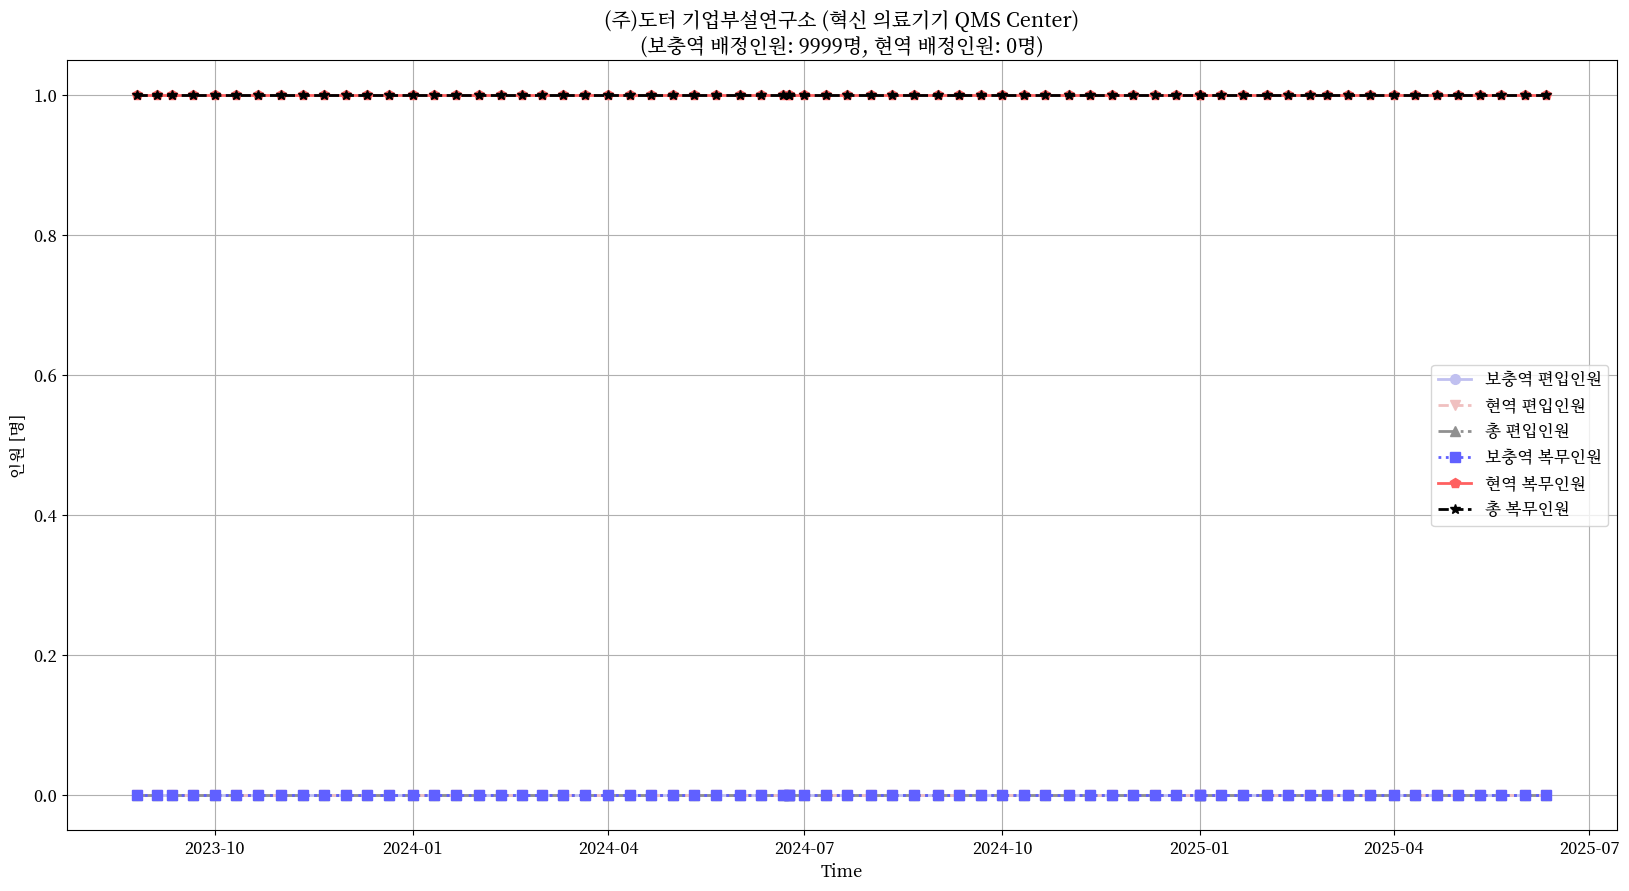 (주)도터 기업부설연구소 (혁신 의료기기 QMS Center)
(보충역 배정인원: 9999명, 현역 배정인원: 0명)
1.0
0.8
0.6
0.4
0.2
0.0
인원 [명]
보충역 편입인원
현역 편입인원
총 편입인원
보충역 복무인원
현역 복무인원
총 복무인원
2023-10
2024-01
2024-04
2024-07
2024-10
2025-01
2025-04
2025-07
Time